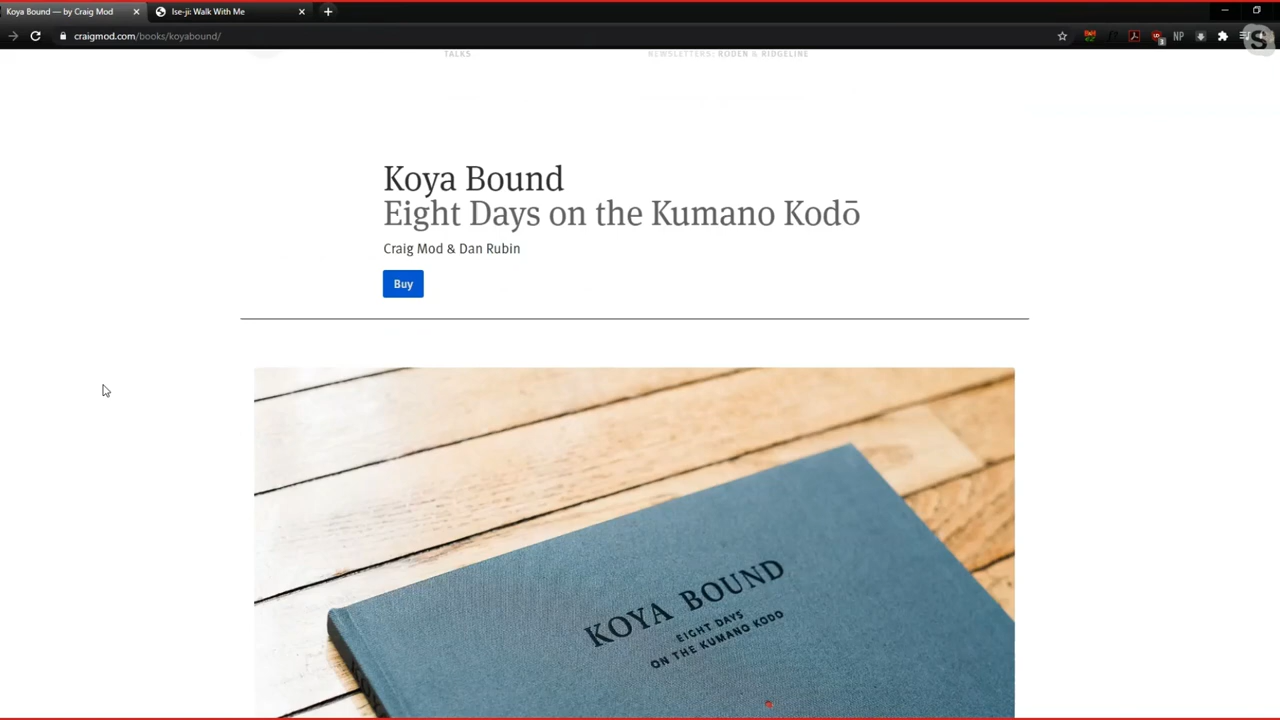 Koya Bound — by Craig Mod
Ise-ji: Walk With Me
craigmod.com/books/koyabound/
NP
TALKS
NEWSLETTERS: RODEN & RIDGELINE
Koya Bound
Eight Days on the Kumano Kodō
Craig Mod & Dan Rubin
Buy
KOYA BOUND
EIGHT DAYS
ON THE KUMANO KODO